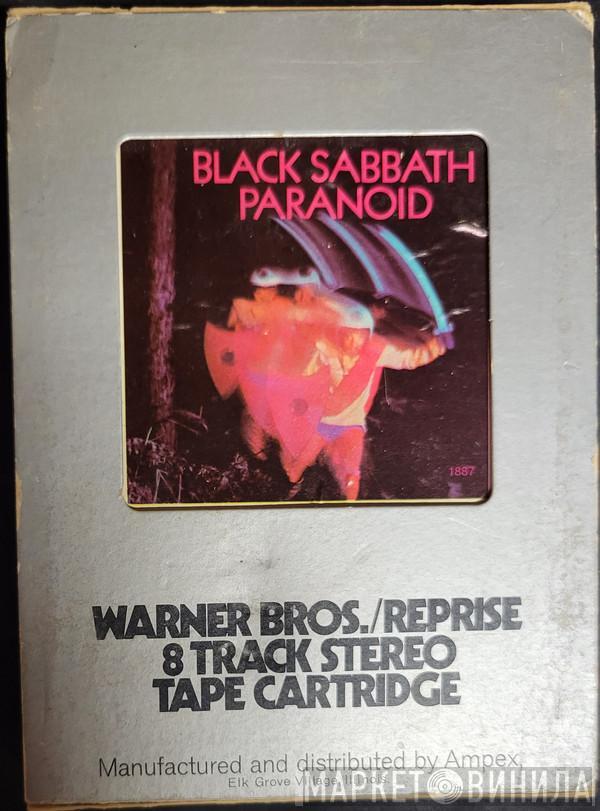 BLACK SABBATH
PARANOID
1887
WARNER BROS./REPRISE
8 TRACK STEREO
TAPE CARTRIDGE
Manufactured and distributed by Ampex,
Elk Grove Village, Illinois.
МАРКЕТ ВИНИЛА